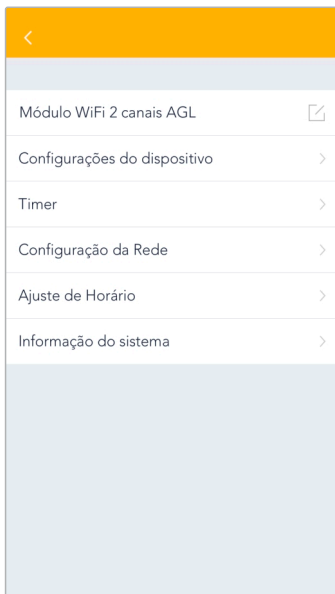 Módulo WiFi 2 canais AGL
Configurações do dispositivo
Timer
Configuração da Rede
Ajuste de Horário
Informação do sistema